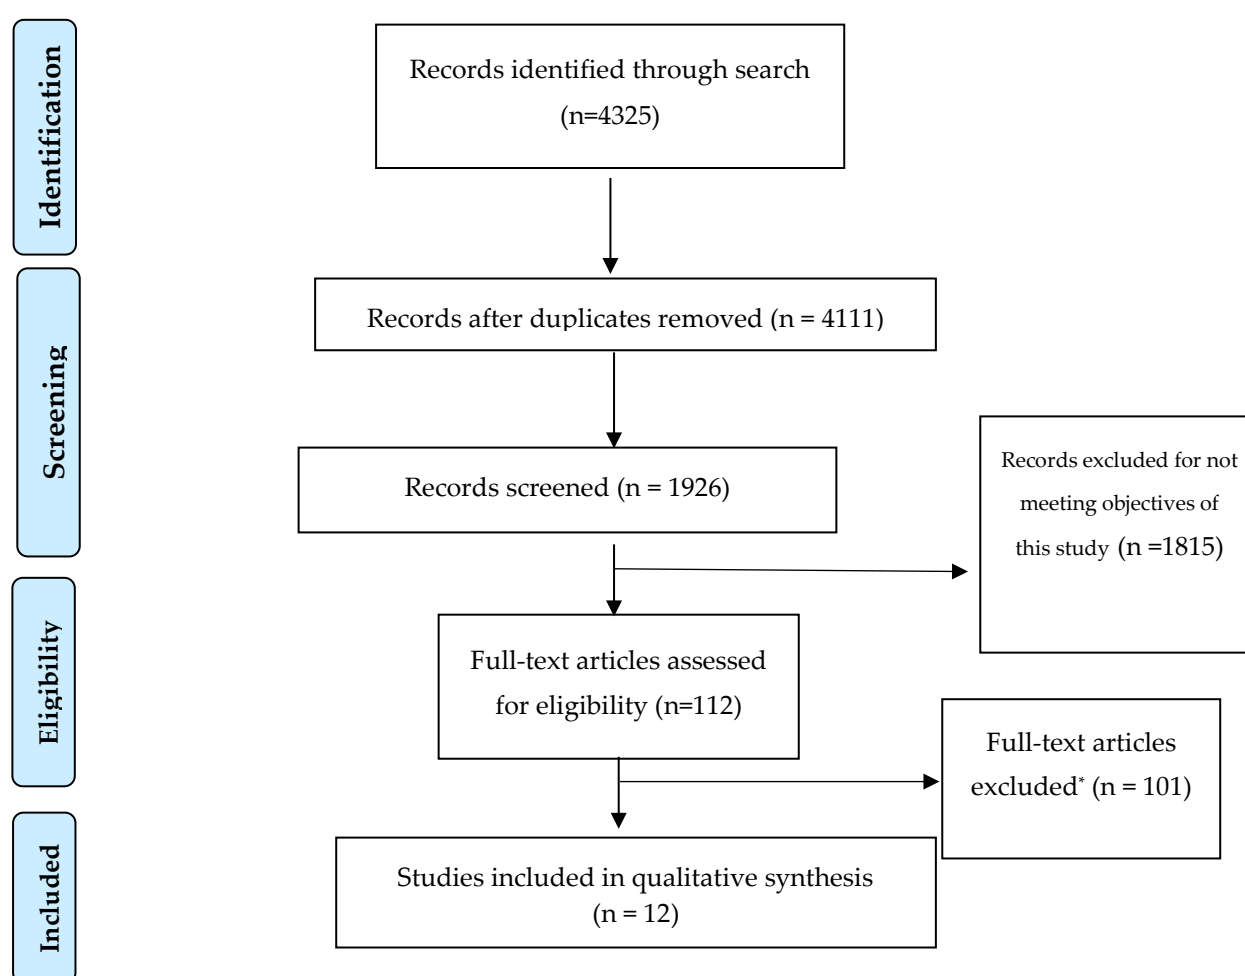 Identification
Records identified through search
(n=4325)
Screening
Records after duplicates removed (n = 4111)
Records screened (n = 1926)
Records excluded for not
meeting objectives of
this study (n =1815)
Eligibility
Full-text articles assessed
for eligibility (n=112)
Full-text articles
excluded* (n = 101)
Included
Studies included in qualitative synthesis
(n = 12)